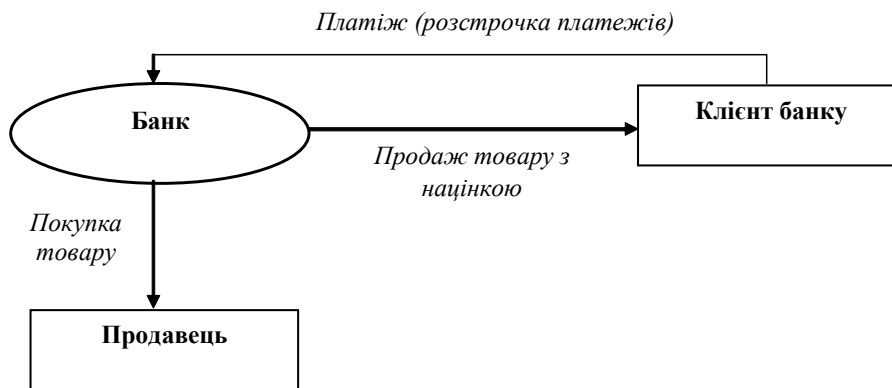 Платіж (розстрочка платежів)
Банк
Клієнт банку
Продаж товару з
націнкою
Покупка
товару
Продавець